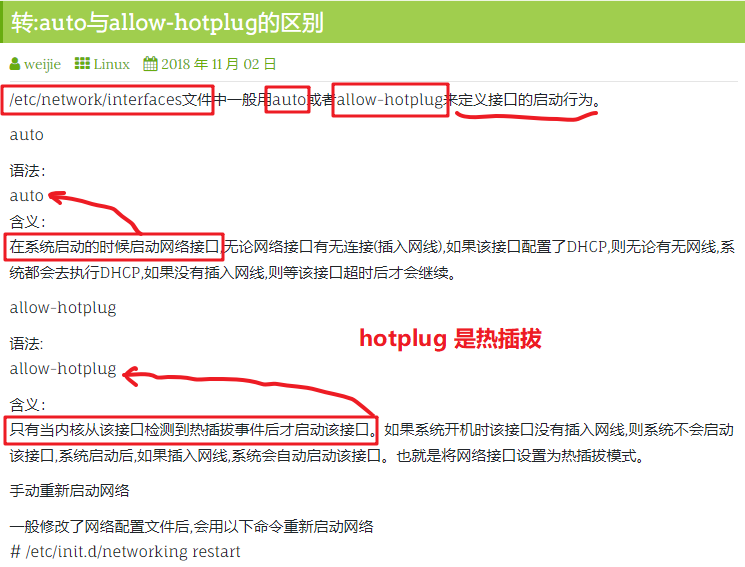 转:auto与allow-hotplug的区别
weijie Linux 2018 年 11 月 02 日
/etc/network/interfaces文件中一般用auto或者allow-hotplug来定义接口的启动行为。
auto
语法:
auto
含义:
在系统启动的时候启动网络接口,无论网络接口有无连接(插入网线),如果该接口配置了DHCP,则无论有无网线,系
统都会去执行DHCP,如果没有插入网线,则等该接口超时后才会继续。
allow-hotplug
语法:
hotplug 是热插拔
allow-hotplug
含义:
只有当内核从该接口检测到热插拔事件后才启动该接口。如果系统开机时该接口没有插入网线,则系统不会启动
该接口,系统启动后,如果插入网线,系统会自动启动该接口。也就是将网络接口设置为热插拔模式。
手动重新启动网络
一般修改了网络配置文件后,会用以下命令重新启动网络
# /etc/init.d/networking restart